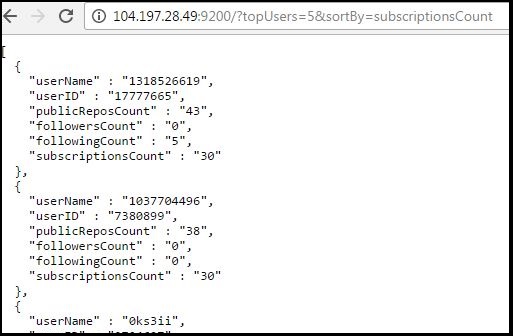 104.197.28.49:9200/?topUsers=5&sortBy=subscriptionsCount
[
{
"userName" : "1318526619",
"userID" : "17777665",
"publicReposCount" : "43",
"followersCount" : "0",
"followingCount" : "5",
"subscriptionsCount" : "30"
},
{
"userName" : "1037704496",
"userID" : "7380899",
"publicReposCount" : "38",
"followersCount" : "0",
"followingCount" : "0",
"subscriptionsCount" : "30"
},
{
"userName" : "0ks3ii",